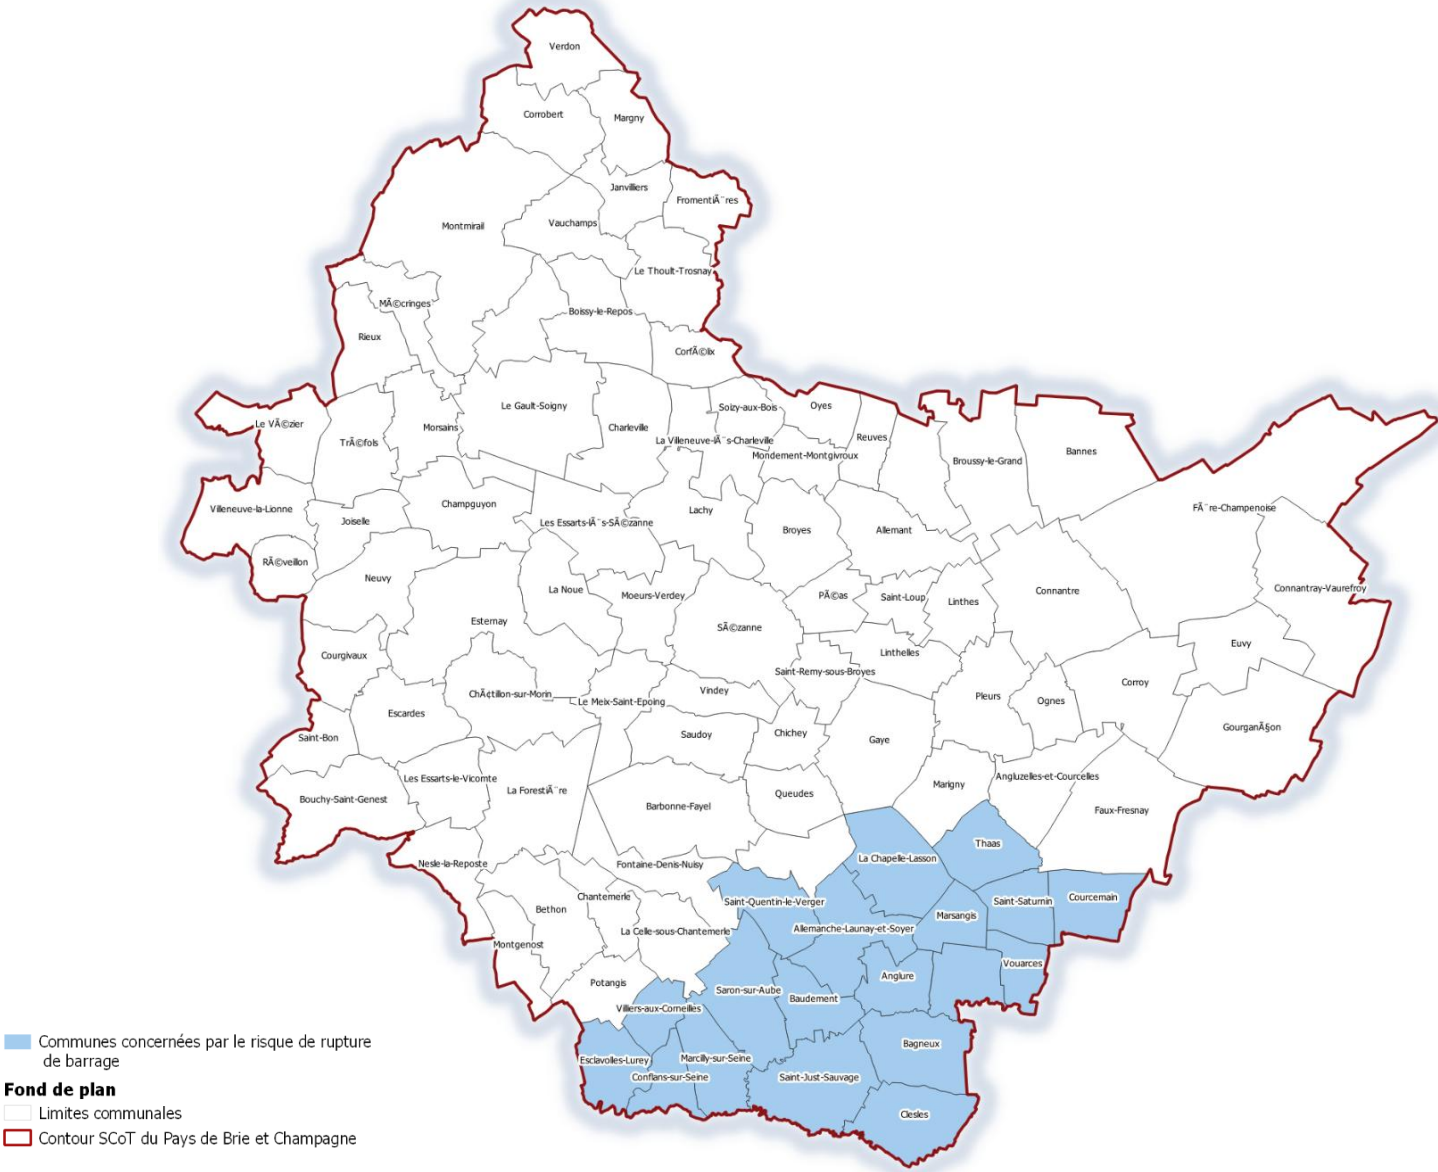 Verdon
Corrobert
Margny
Janvilliers
FromentiÃ¨res
Vauchamps
Montmirail
Le Thoult-Trosnay
MÃ©cringes
Boissy-le-Repos
Rieux
CorfÃ©lix
Le Gault-Soigny
Soizy-aux-Bois
Oyes
Le VÃ©zier
Morsains
Charleville
TrÃ©fols
La Villeneuve-lÃ¨s-Charleville
Reuves
Mondement-Montgivroux
Broussy-le-Grand
Bannes
Villeneuve-la-Lionne
Champguyon
FÃ¨re-Champenoise
Joiselle
Les Essarts-lÃ¨s-SÃ©zanne
Lachy
Broyes
Allemant
RÃ©veillon
Neuvy
La Noue
Moeurs-Verdey
PÃ©as
Saint-Loup
Linthes
Connantre
Connantray-Vaurefroy
Esternay
SÃ©zanne
Euvy
Courgivaux
Linthelles
Saint-Remy-sous-Broyes
Corroy
ChÃ¢tillon-sur-Morin
Le Meix-Saint-Epoing
Vindey
Pleurs
Ognes
Escardes
Saint-Bon
Saudoy
Chichey
Gaye
GourganÃ§on
Les Essarts-le-Vicomte
La ForestiÃ¨re
Angluzelles-et-Courcelles
Marigny
Bouchy-Saint-Genest
Barbonne-Fayel
Queudes
Faux-Fresnay
Thaas
Nesle-la-Reposte
Fontaine-Denis-Nuisy
La Chapelle-Lasson
Chantemerle
Saint-Quentin-le-Verger
Saint-Saturnin
Courcemain
Bethon
Marsangis
La Celle-sous-Chantemerle
Allemanche-Launay-et-Soyer
Montgenost
Vouarces
Potangis
Saron-sur-Aube
Baudement
Anglure
Villiers-aux-Corneilles
Bagneux
Esclavolles-Lurey
Marcilly-sur-Seine
Conflans-sur-Seine
Saint-Just-Sauvage
Clesles
Communes concernées par le risque de rupture
de barrage
Fond de plan
Limites communales
Contour SCoT du Pays de Brie et Champagne